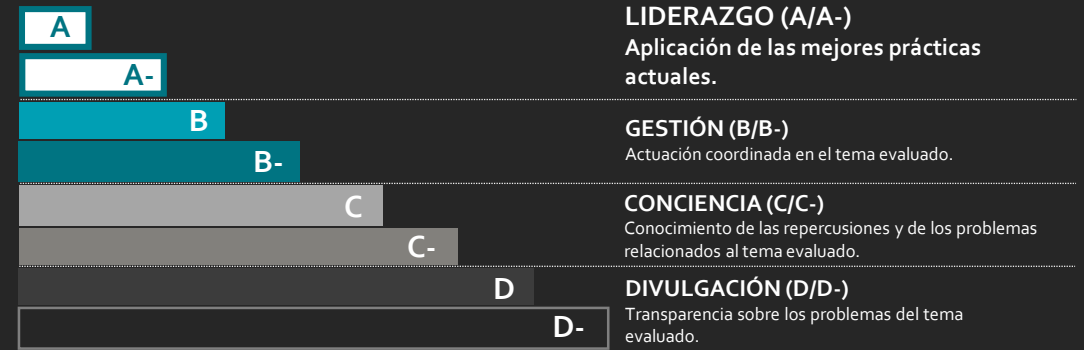 A
A-
LIDERAZGO (A/A-)
Aplicación de las mejores prácticas
actuales.
B
B-
GESTIÓN (B/B-)
Actuación coordinada en el tema evaluado.
C
C-
CONCIENCIA (C/C-)
Conocimiento de las repercusiones y de los problemas
relacionados al tema evaluado.
D
D-
DIVULGACIÓN (D/D-)
Transparencia sobre los problemas del tema
evaluado.